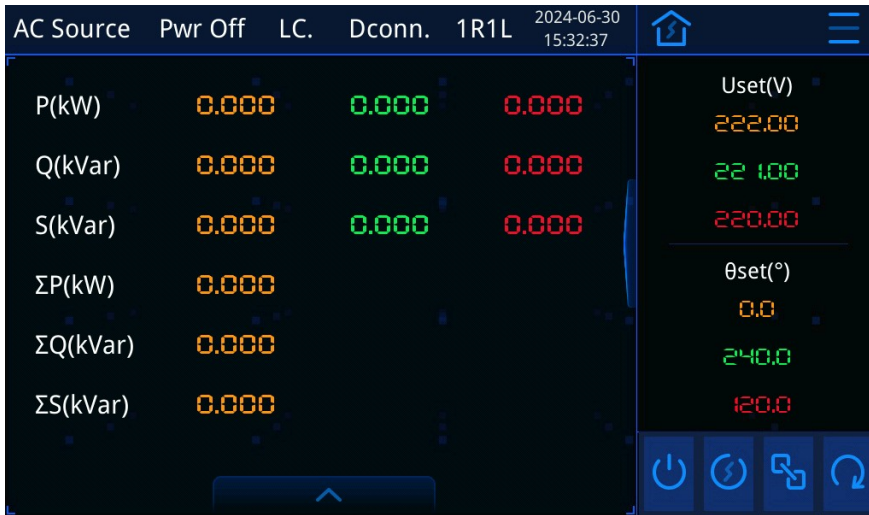 AC Source Pwr Off LC. Dconn. 1R1L 2024-06-30
15:32:37
P(kW) 0.000 0.000 0.000
Q(kVar) 0.000 0.000 0.000
S(kVar) 0.000 0.000 0.000
ΣP(kW) 0.000
ΣQ(kVar) 0.000
ΣS(kVar) 0.000
Uset(V)
222.00
221.00
220.00
θset(°)
0.0
240.0
120.0